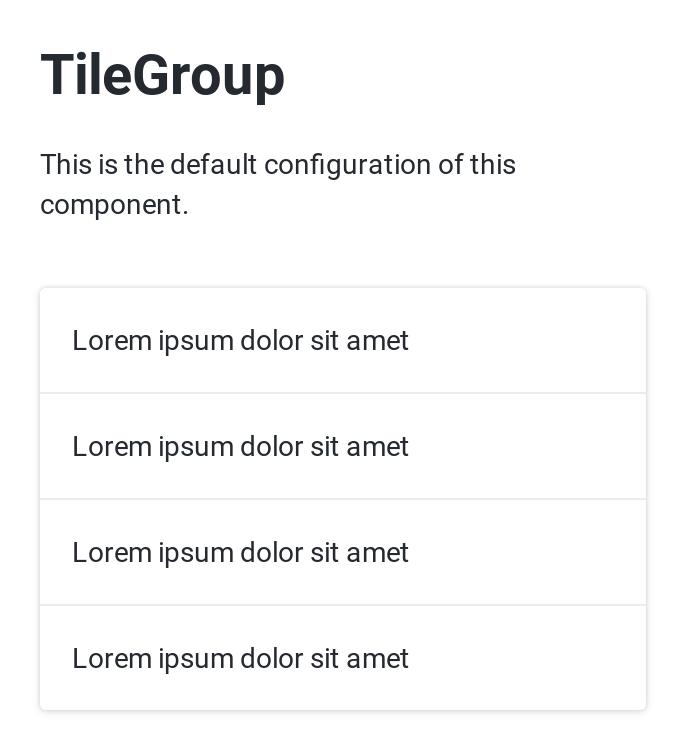 TileGroup
This is the default configuration of this
component.
Lorem ipsum dolor sit amet
Lorem ipsum dolor sit amet
Lorem ipsum dolor sit amet
Lorem ipsum dolor sit amet